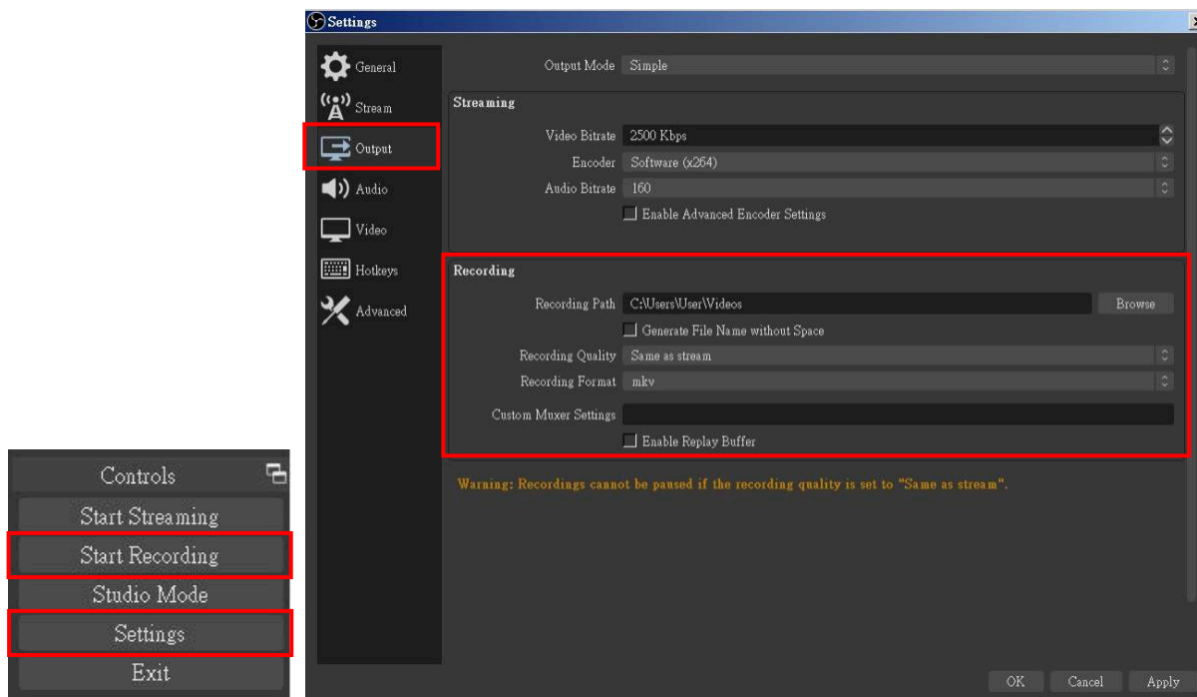 Settings
General
Stream
Output
Audio
Video
Hotkeys
Advanced
Output Mode Simple
Streaming
Video Bitrate 2500 Kbps
Encoder Software (x264)
Audio Bitrate 160
Enable Advanced Encoder Settings
Recording
Recording Path C:\Users\User\Videos Browse
Generate File Name without Space
Recording Quality Same as stream
Recording Format mkv
Custom Muxer Settings
Enable Replay Buffer
Warning: Recordings cannot be paused if the recording quality is set to "Same as stream".
OK Cancel Apply
Controls
Start Streaming
Start Recording
Studio Mode
Settings
Exit